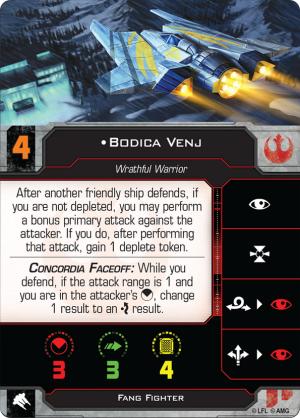 4
•Bodica Venj
Wrathful Warrior
After another friendly ship defends, if
you are not depleted, you may perform
a bonus primary attack against the
attacker. If you do, after performing
that attack, gain 1 deplete token.
Concordia Faceoff: While you
defend, if the attack range is 1 and
you are in the attacker's , change
1 result to an result.
3 3 4
Fang Fighter
© LFL © AMG